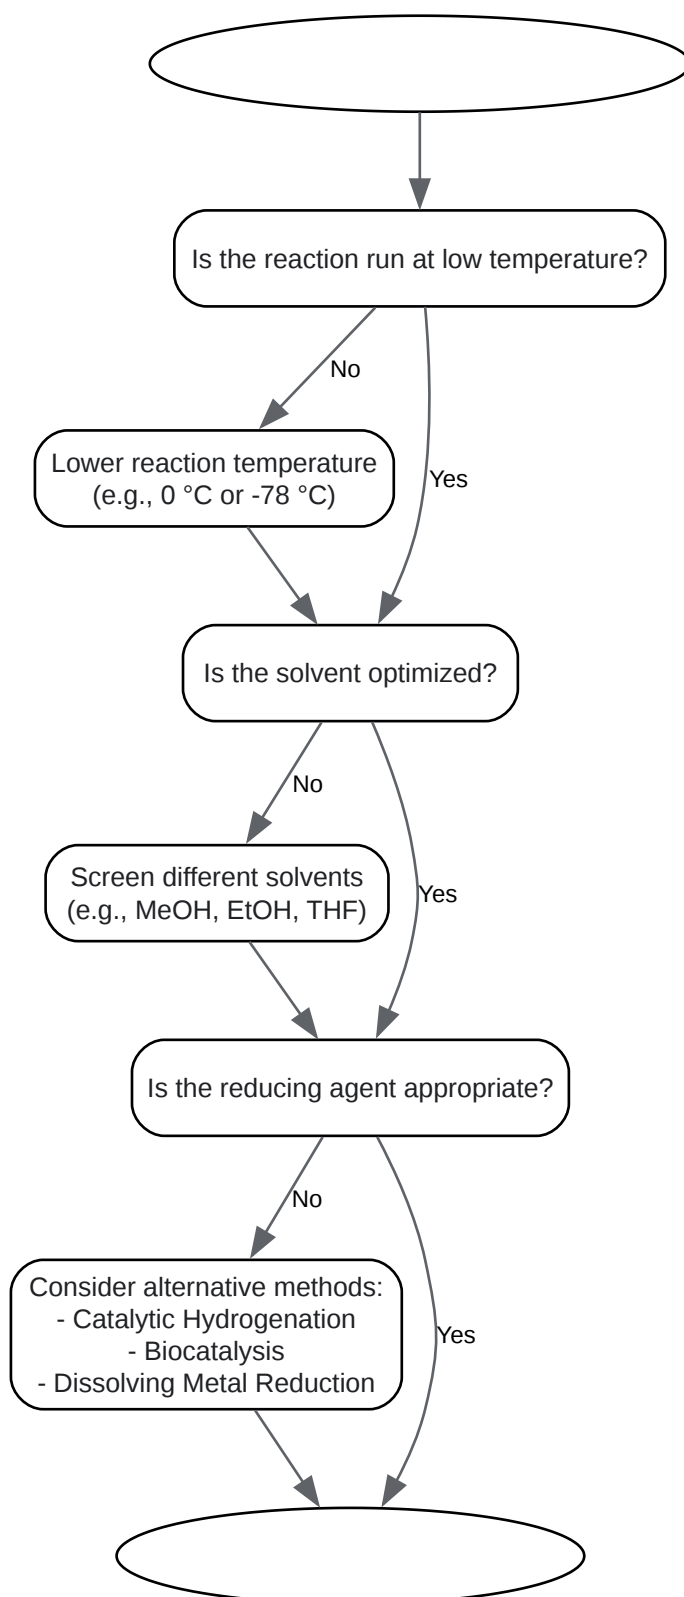 Is the reaction run at low temperature?
No
Lower reaction temperature
(e.g., 0 °C or -78 °C)
Yes
Is the solvent optimized?
No
Screen different solvents
(e.g., MeOH, EtOH, THF)
Yes
Is the reducing agent appropriate?
No
Consider alternative methods:
- Catalytic Hydrogenation
- Biocatalysis
- Dissolving Metal Reduction
Yes